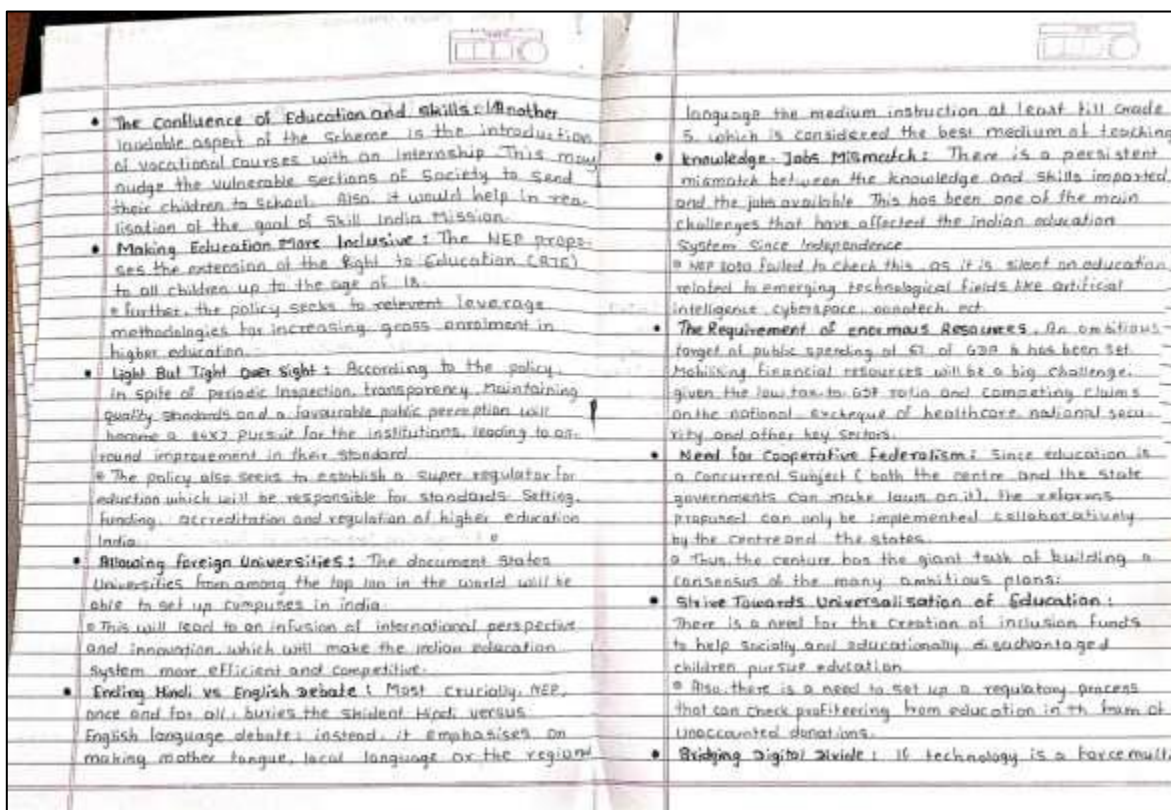 • The Confluence of Education and skills: Another
laudable aspect of the scheme is the introduction
of vocational courses with an Internship. This may
nudge the vulnerable sections of Society to send
their children to school. Also, it would help in rea-
lisation of the goal of Skill India Mission.
• Making Education More Inclusive: The NEP propo-
ses the extension of the Right to Education (RTE)
to all children up to the age of 18.
• Further, the policy seeks to relevent leverage
methodologies for increasing gross enrolment in
higher education.
• Light But Tight Over Sight: According to the policy,
in spite of periodic Inspection, transparency, Maintaining
quality standards and a favourable public perception will
become a 24X7 pursuit for the institutions, leading to
round improvement in their standard
• The policy also seeks to establish a super regulator for
eduction which will be responsible for standards Setting,
funding, accreditation and regulation of higher education
India.
• Allowing foreign Universities: The document states
Universities from among the top in the world will be
able to set up campuses in india.
• This will lead to an infusion of international perspective
and innovation, which will make the indian education
system more efficient and competitive.
• Ending Hindi vs English Debate: Most crucially, NEP,
once and for all, buries the Hindi versus
English language debate; instead, it emphasises on
making mother tongue, local language or the regional
language the medium instruction at least till Grade
5, which is considered the best medium of teaching
• Knowledge-Jobs Mismatch: There is a persistent
mismatch between the knowledge and skills imparted
and the jobs available. This has been one of the main
challenges that have affected the indian education
System since Independence
• NEP 2020 failed to check this, as it is silent on education
related to emerging technological fields like artificial
intelligence, cyberspace, nanotech, ect.
• The Requirement of enormous Resources. An ambitious
target of public spending of GDP has been set.
Mobilising financial resources will be a big challenge,
given the low tax-to ratio and competing claims
on the national exchequе of healthcare, national secu-
rity and other key sectors.
• Need for Cooperative Federalism: Since education is
a concurrent subject (both the centre and the state
governments can make laws on it), the reforms
proposed can only be implemented collaboratively
by the centre and the states.
• Thus, the centure has the giant task of building a
consensus of the many ambitious plans.
• Strive Towards Universalisation of Education:
There is a need for the creation of inclusion funds
to help socially and educationally disadvantaged
children pursue education
• Also, there is a need to set up a regulatory process
that can check profiteering from education in th from of
unaccounted donations.
• Bridging Digital Divide: If technology is a force mult